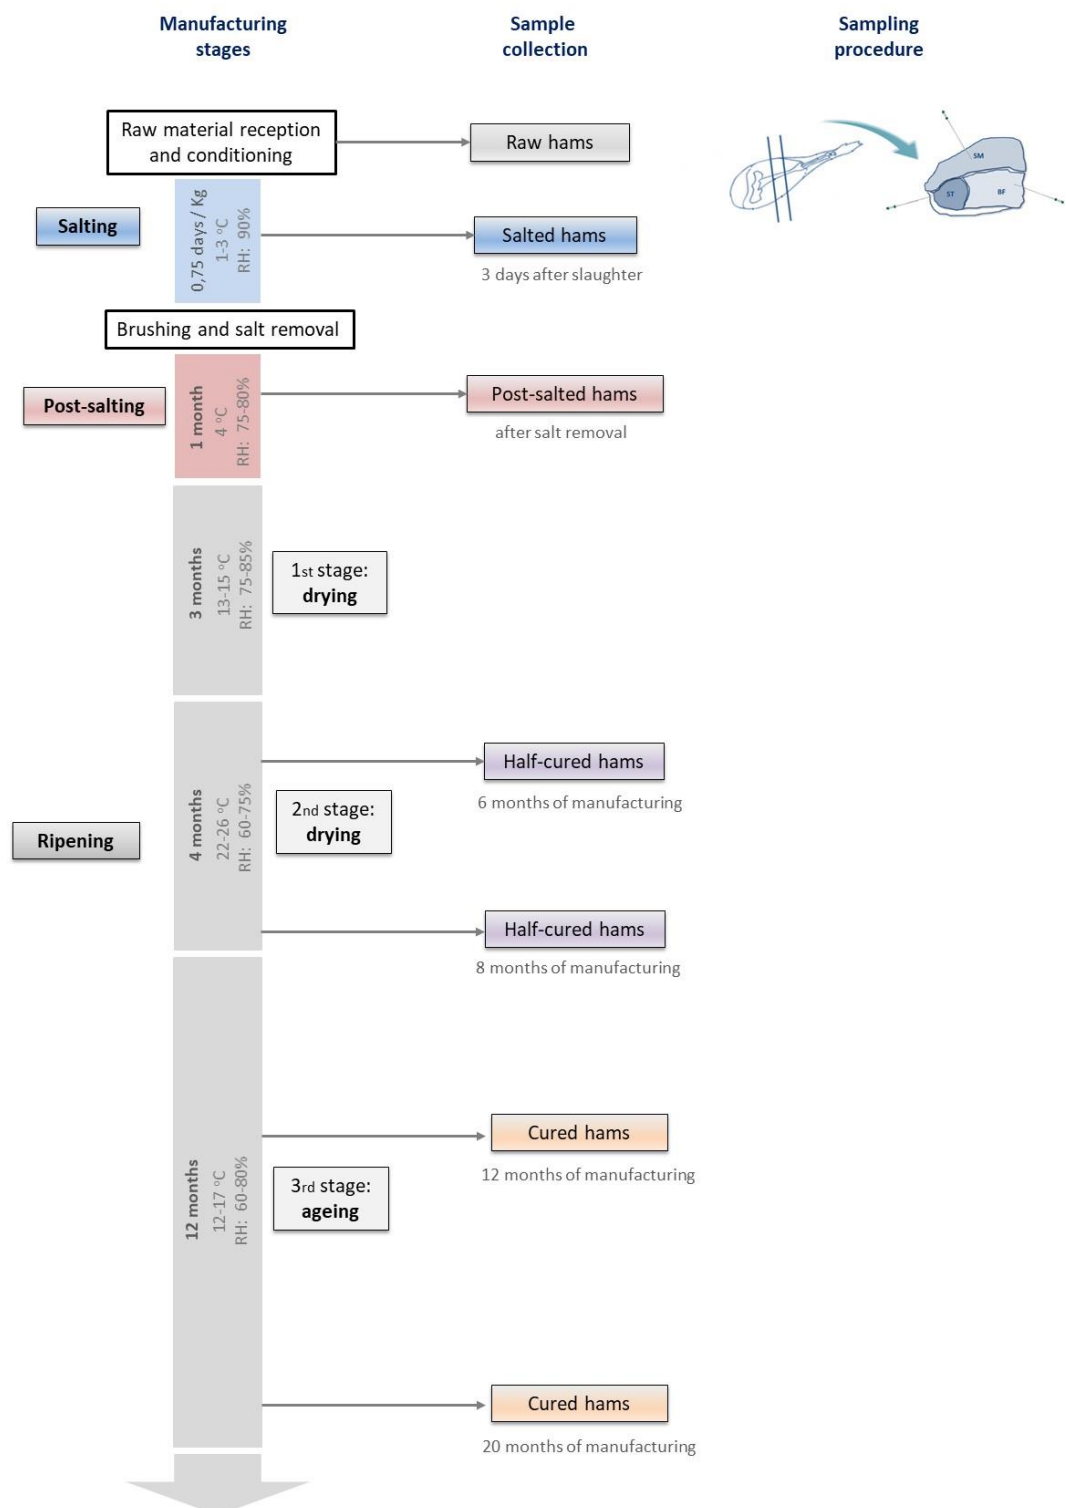 Manufacturing
stages
Sample
collection
Sampling
procedure
Raw material reception
and conditioning
Raw hams
SM
ST
BF
Salting
0,75 days / Kg
1-3 ºC
RH: 90%
Salted hams
3 days after slaughter
Brushing and salt removal
Post-salting
1 month
4 ºC
RH: 75-80%
Post-salted hams
after salt removal
3 months
13-15 ºC
RH: 75-85%
1st stage:
drying
Ripening
4 months
22-26 ºC
RH: 60-75%
Half-cured hams
6 months of manufacturing
2nd stage:
drying
Half-cured hams
8 months of manufacturing
12 months
12-17 ºC
RH: 60-80%
Cured hams
12 months of manufacturing
3rd stage:
ageing
Cured hams
20 months of manufacturing